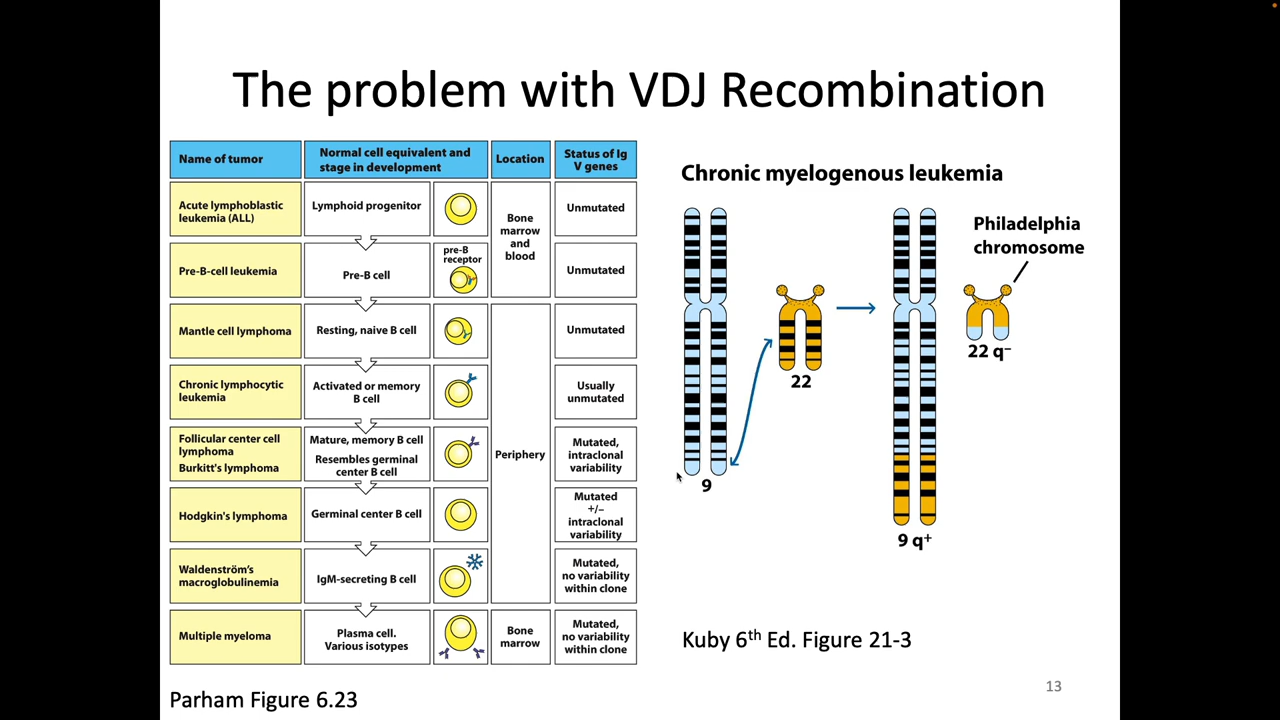 The problem with VDJ Recombination
Name of tumor
Normal cell equivalent and
stage in development
Location
Status of Ig
V genes
Acute lymphoblastic
leukemia (ALL)
Lymphoid progenitor
Bone
marrow
and
blood
Unmutated
Pre-B-cell leukemia
Pre-B cell
pre-B
receptor
Unmutated
Mantle cell lymphoma
Resting, naive B cell
Periphery
Unmutated
Chronic lymphocytic
leukemia
Activated or memory
B cell
Usually
unmutated
Follicular center cell
lymphoma
Burkitt's lymphoma
Mature, memory B cell
Resembles germinal
center B cell
Mutated,
intraclonal
variability
Hodgkin's lymphoma
Germinal center B cell
Mutated
+/–
intraclonal
variability
Waldenström's
macroglobulinemia
IgM-secreting B cell
Mutated,
no variability
within clone
Multiple myeloma
Plasma cell.
Various isotypes
Bone
marrow
Mutated,
no variability
within clone
Parham Figure 6.23
Chronic myelogenous leukemia
Philadelphia
chromosome
9
22
9 q⁺
22 q⁻
Kuby 6th Ed. Figure 21-3
13